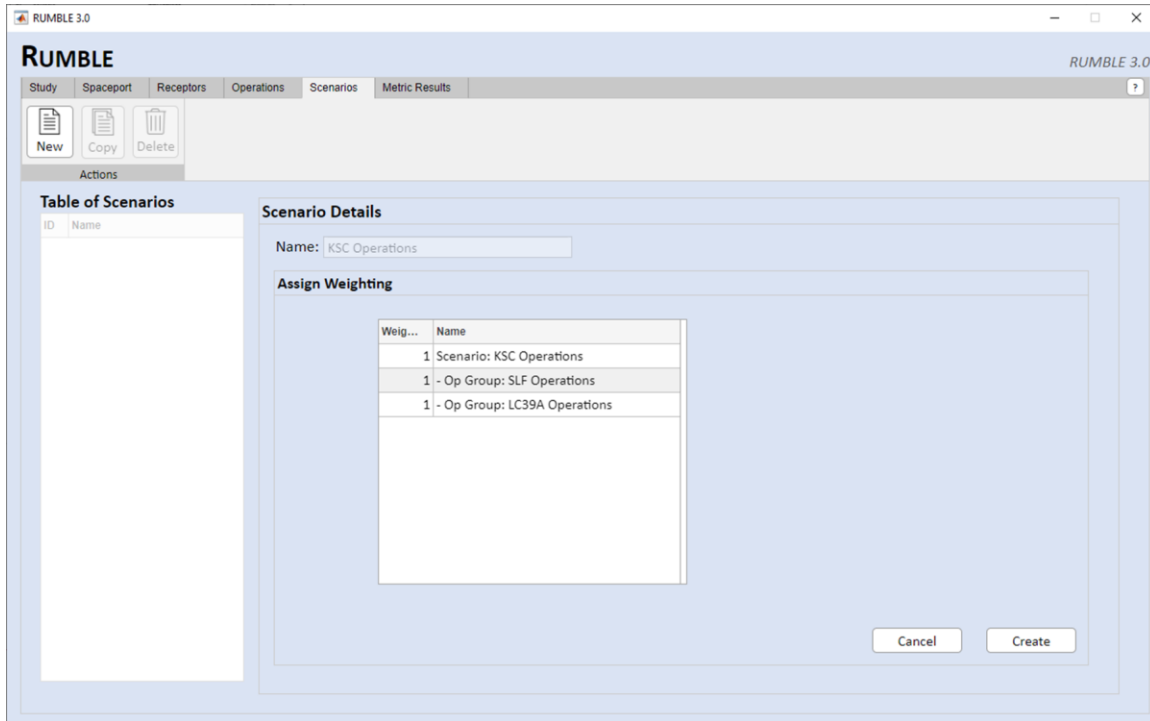 RUMBLE 3.0
RUMBLE
RUMBLE 3.0
Study Spaceport Receptors Operations Scenarios Metric Results ?
New Copy Delete
Actions
Table of Scenarios
ID Name
Scenario Details
Name: KSC Operations
Assign Weighting
Weig... Name
1 Scenario: KSC Operations
1 - Op Group: SLF Operations
1 - Op Group: LC39A Operations
Cancel Create